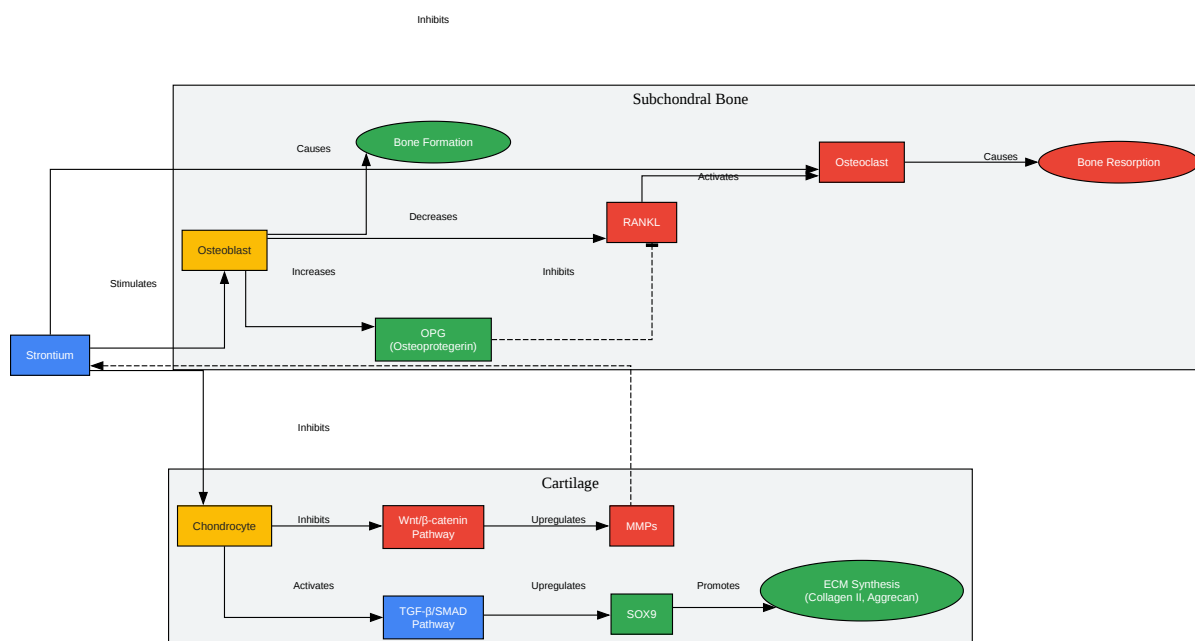 Inhibits
Subchondral Bone
Causes
Bone Formation
Osteoclast
Causes
Bone Resorption
Activates
Decreases
RANKL
Osteoblast
Increases
Inhibits
Stimulates
OPG
(Osteoprotegerin)
Strontium
Inhibits
Cartilage
Chondrocyte
Inhibits
Wnt/β-catenin
Pathway
Upregulates
MMPs
Activates
TGF-β/SMAD
Pathway
Upregulates
SOX9
Promotes
ECM Synthesis
(Collagen II, Aggrecan)